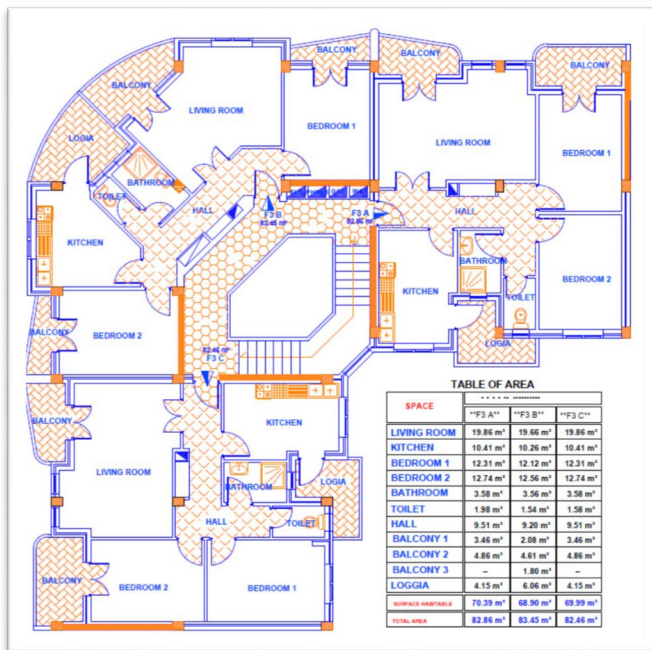 BALCONY
BALCONY
BALCONY
BALCONY
LIVING ROOM
BEDROOM 1
LIVING ROOM
BEDROOM 1
LOGIA
BATHROOM
TOILET
HALL
F3 B
83.45 m²
F3 A
82.86 m²
HALL
KITCHEN
BATHROOM
KITCHEN
BEDROOM 2
TOILET
BALCONY
BEDROOM 2
LOGIA
82.46 m²
F3 C
BALCONY
KITCHEN
LIVING ROOM
BATHROOM
LOGIA
HALL
TOILET
BALCONY
BEDROOM 2
BEDROOM 1
TABLE OF AREA
SPACE
"F3 A" "F3 B" "F3 C"
LIVING ROOM 19.86 m² 19.66 m² 19.86 m²
KITCHEN 10.41 m² 10.26 m² 10.41 m²
BEDROOM 1 12.31 m² 12.12 m² 12.31 m²
BEDROOM 2 12.74 m² 12.56 m² 12.74 m²
BATHROOM 3.58 m² 3.56 m² 3.58 m²
TOILET 1.98 m² 1.54 m² 1.58 m²
HALL 9.51 m² 9.20 m² 9.51 m²
BALCONY 1 3.46 m² 2.08 m² 3.46 m²
BALCONY 2 4.86 m² 4.61 m² 4.86 m²
BALCONY 3 – 1.80 m² –
LOGGIA 4.15 m² 6.06 m² 4.15 m²
SURFACE HABITABLE 70.39 m² 68.90 m² 69.99 m²
TOTAL AREA 82.86 m² 83.45 m² 82.46 m²